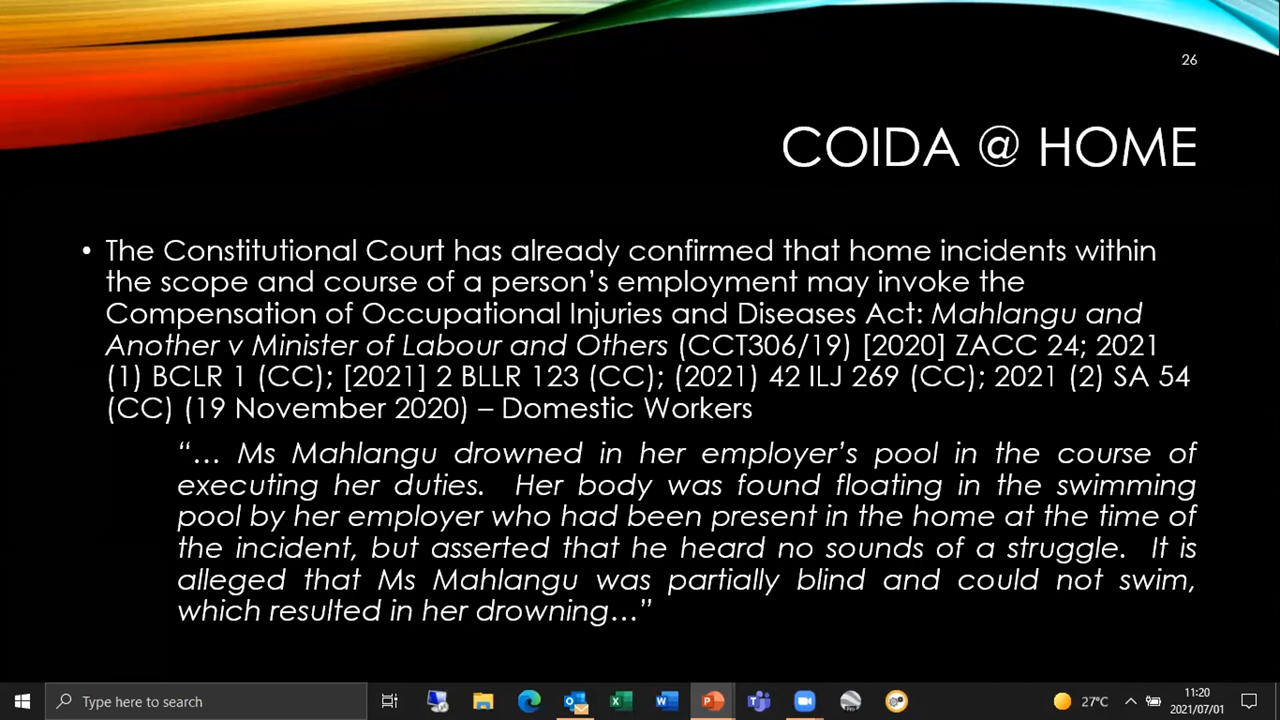 26
COIDA @ HOME
• The Constitutional Court has already confirmed that home incidents within
the scope and course of a person’s employment may invoke the
Compensation of Occupational Injuries and Diseases Act: Mahlangu and
Another v Minister of Labour and Others (CCT306/19) [2020] ZACC 24; 2021
(1) BCLR 1 (CC); [2021] 2 BLLR 123 (CC); (2021) 42 ILJ 269 (CC); 2021 (2) SA 54
(CC) (19 November 2020) – Domestic Workers
“… Ms Mahlangu drowned in her employer’s pool in the course of
executing her duties. Her body was found floating in the swimming
pool by her employer who had been present in the home at the time of
the incident, but asserted that he heard no sounds of a struggle. It is
alleged that Ms Mahlangu was partially blind and could not swim,
which resulted in her drowning…”
Type here to search
27°C
11:20
2021/07/01